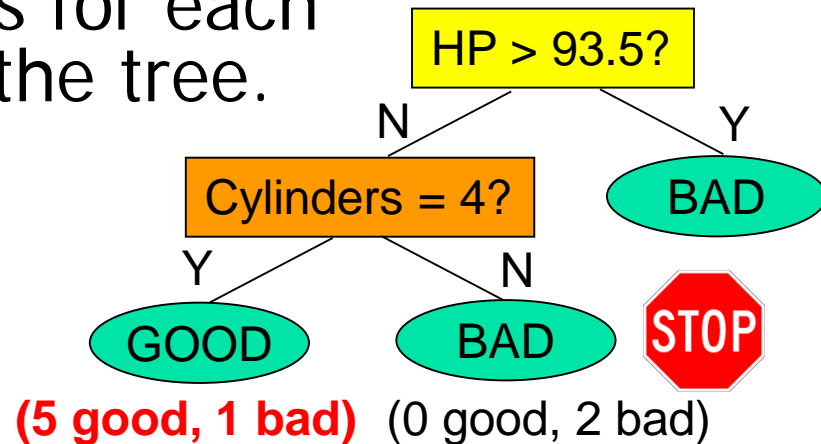 s for each
the tree.
HP > 93.5?
N
Y
Cylinders = 4?
BAD
Y
N
GOOD
BAD
STOP
(5 good, 1 bad) (0 good, 2 bad)